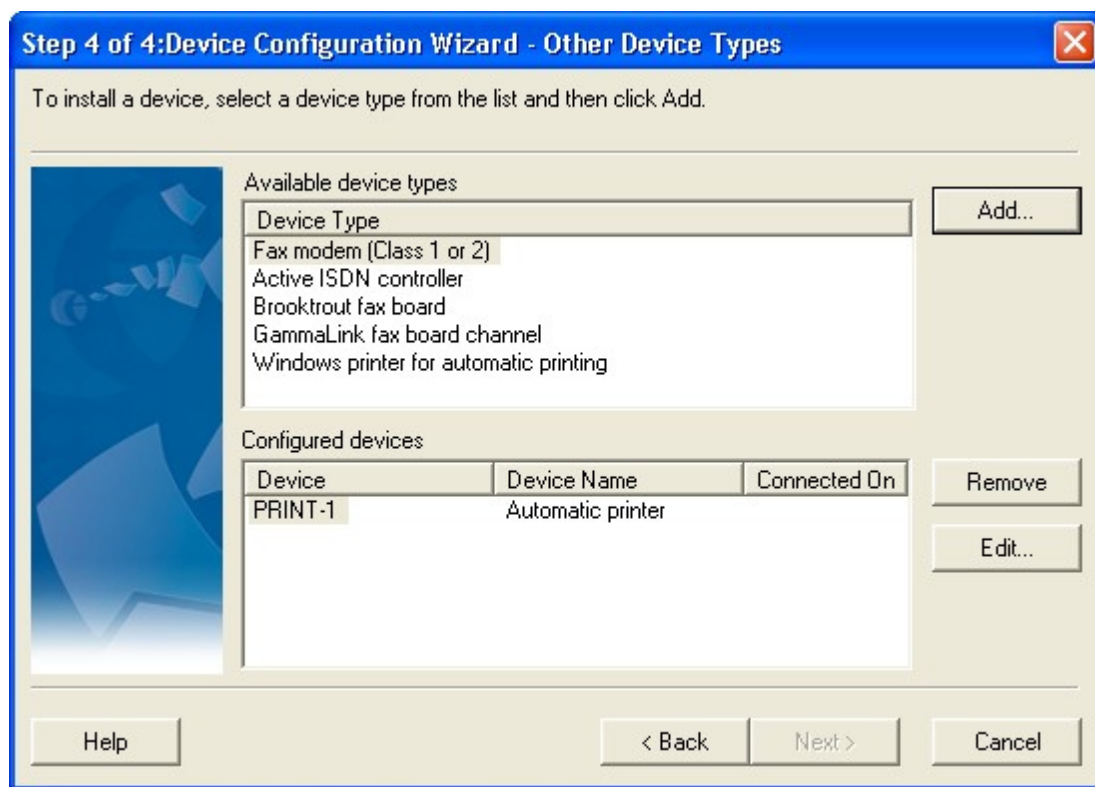 Step 4 of 4:Device Configuration Wizard - Other Device Types
To install a device, select a device type from the list and then click Add.
Available device types
Device Type
Fax modem (Class 1 or 2)
Active ISDN controller
Brooktrout fax board
GammaLink fax board channel
Windows printer for automatic printing
Add...
Configured devices
Device Device Name Connected On
PRINT-1 Automatic printer
Remove
Edit...
Help < Back Next > Cancel